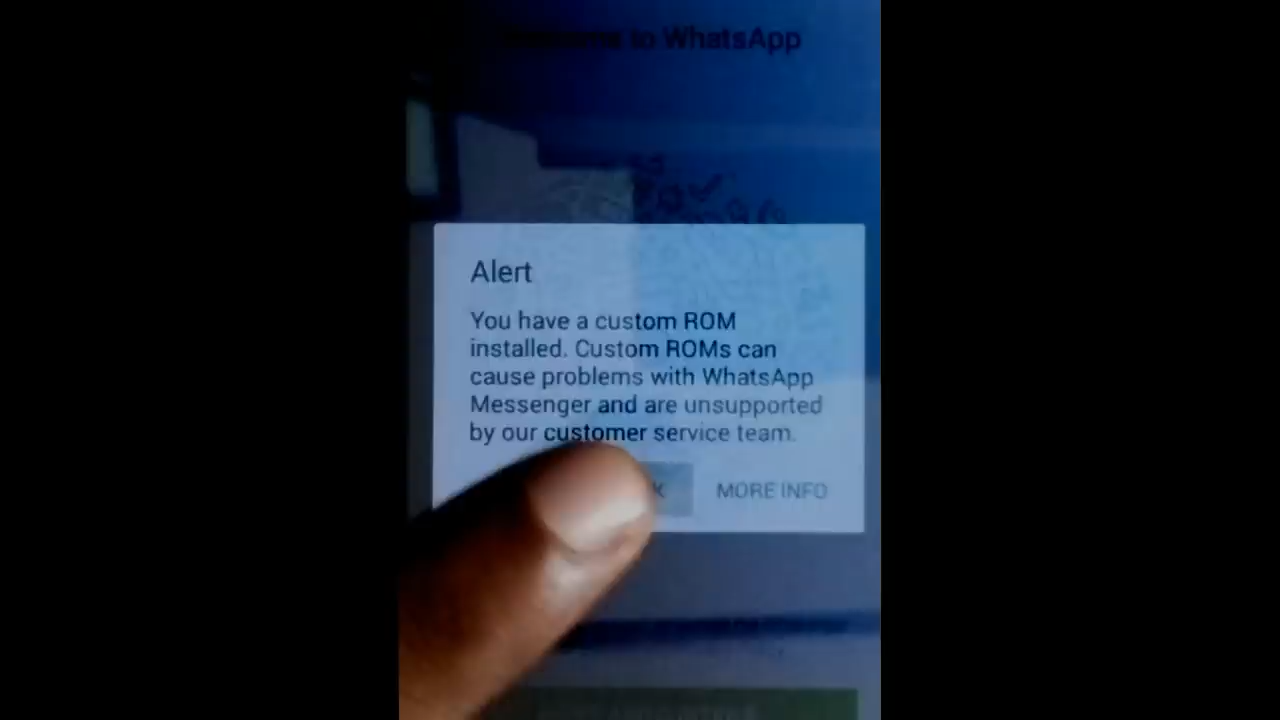 to WhatsApp
Alert
You have a custom ROM
installed. Custom ROMs can
cause problems with WhatsApp
Messenger and are unsupported
by our customer service team.
MORE INFO